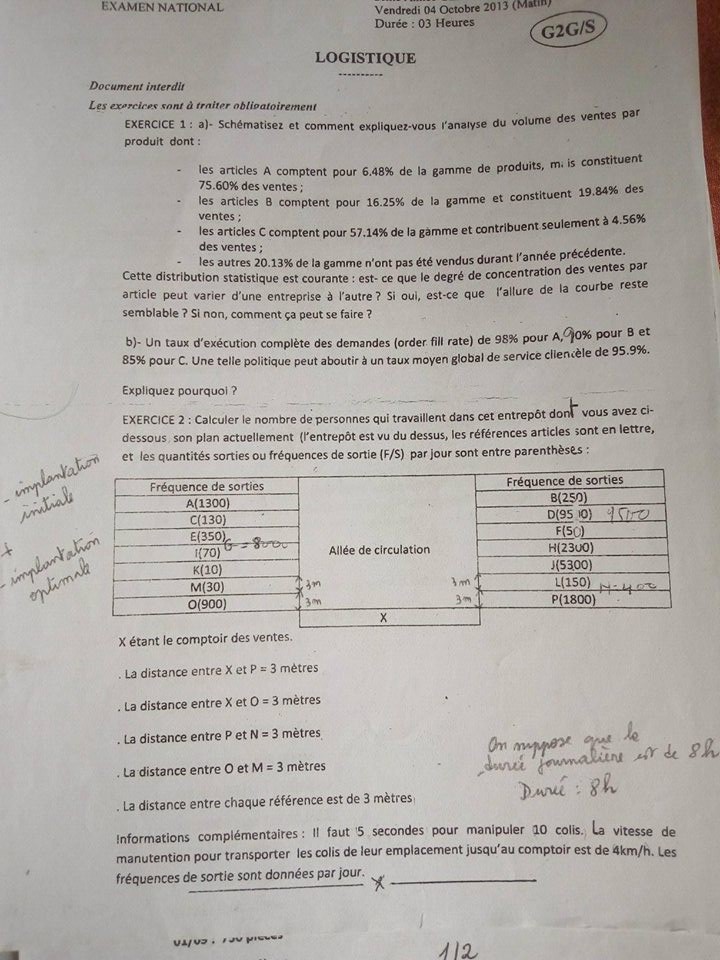 EXAMEN NATIONAL
Vendredi 04 Octobre 2013 (Matin)
Durée : 03 Heures
G2G/S
LOGISTIQUE
----------
Document interdit
Les exercices sont à traiter obligatoirement
EXERCICE 1 : a)- Schématisez et comment expliquez-vous l'analyse du volume des ventes par
produit dont :
- les articles A comptent pour 6.48% de la gamme de produits, mais constituent
75.60% des ventes ;
- les articles B comptent pour 16.25% de la gamme et constituent 19.84% des
ventes ;
- les articles C comptent pour 57.14% de la gamme et contribuent seulement à 4.56%
des ventes ;
- les autres 20.13% de la gamme n'ont pas été vendus durant l'année précédente.
Cette distribution statistique est courante : est- ce que le degré de concentration des ventes par
article peut varier d'une entreprise à l'autre ? Si oui, est-ce que l'allure de la courbe reste
semblable ? Si non, comment ça peut se faire ?
b)- Un taux d'exécution complète des demandes (order fill rate) de 98% pour A, 90% pour B et
85% pour C. Une telle politique peut aboutir à un taux moyen global de service clientèle de 95.9%.
Expliquez pourquoi ?
EXERCICE 2 : Calculer le nombre de personnes qui travaillent dans cet entrepôt dont vous avez ci-
dessous son plan actuellement (l'entrepôt est vu du dessus, les références articles sont en lettre,
et les quantités sorties ou fréquences de sortie (F/S) par jour sont entre parenthèses :
- implantation
initiale
+
- implantation
optimale
Fréquence de sorties
A(1300)
C(130)
E(350)
G = 8000
I(70)
K(10)
M(30)
O(900)
Allée de circulation
3m
3m
3m
3m
X
Fréquence de sorties
B(250)
D(9500) 9500
F(50)
H(2300)
J(5300)
L(150)
N = 400
P(1800)
X étant le comptoir des ventes.
. La distance entre X et P = 3 mètres
. La distance entre X et O = 3 mètres
. La distance entre P et N = 3 mètres
. La distance entre O et M = 3 mètres
. La distance entre chaque référence est de 3 mètres
On suppose que la
durée journalière est de 8h
Durée : 8h
Informations complémentaires : Il faut 5 secondes pour manipuler 10 colis. La vitesse de
manutention pour transporter les colis de leur emplacement jusqu'au comptoir est de 4km/h. Les
fréquences de sortie sont données par jour.
X
1/2